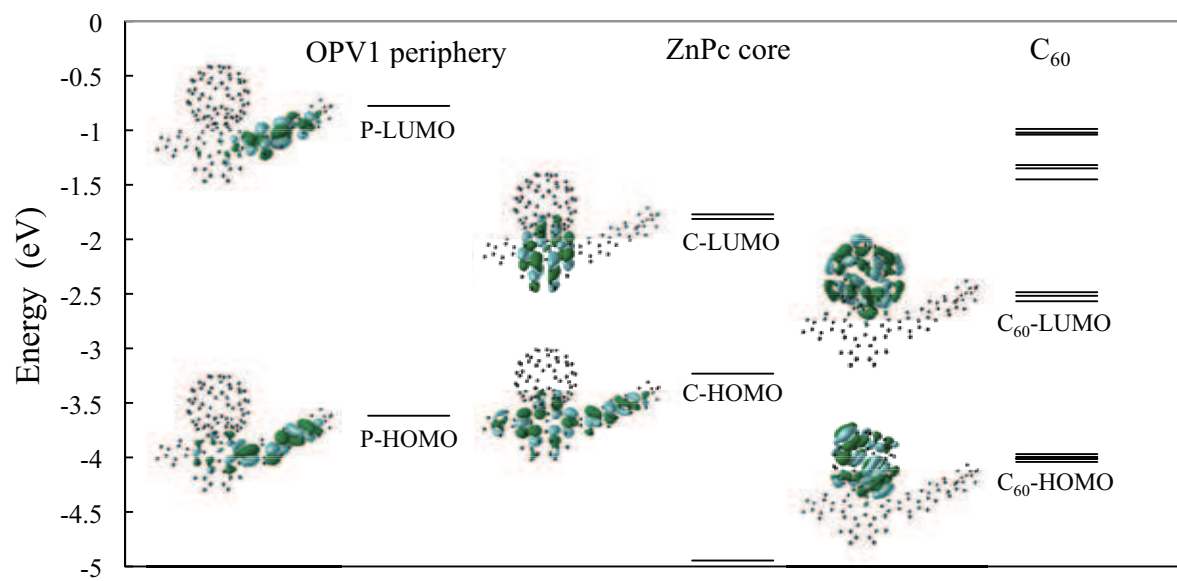 0
OPV1 periphery
ZnPc core
C₆₀
-0.5
P-LUMO
-1
-1.5
C-LUMO
-2
-2.5
C₆₀-LUMO
-3
C-HOMO
-3.5
P-HOMO
-4
C₆₀-HOMO
-4.5
-5
Energy (eV)